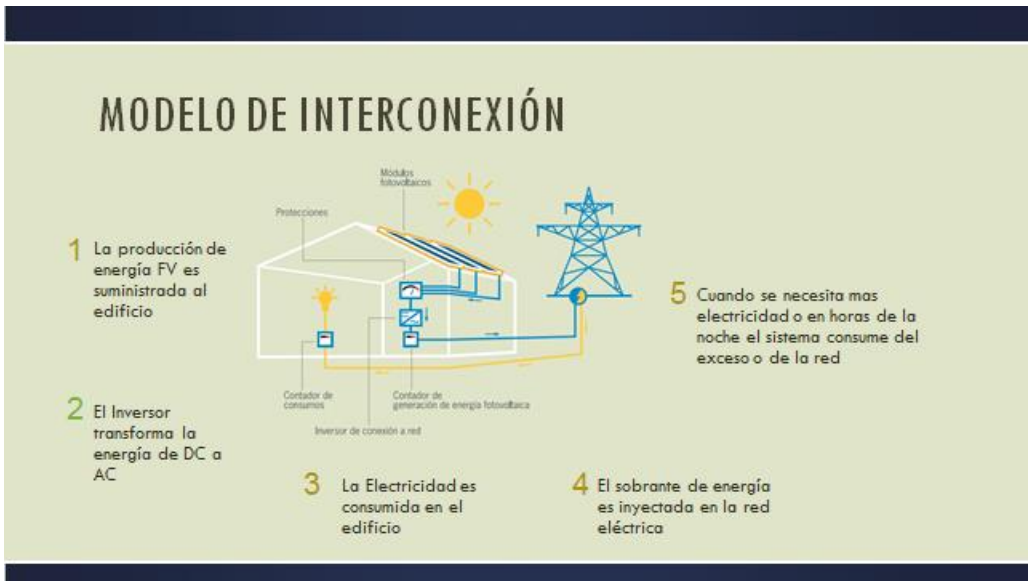 MODELO DE INTERCONEXIÓN
Módulos
fotovoltaicos
Protecciones
1 La producción de
energía FV es
suministrada al
edificio
5 Cuando se necesita mas
electricidad o en horas de la
noche el sistema consume del
exceso o de la red
Contador de
consumos
Contador de
generación de energía fotovoltaica
Inversor de conexión a red
2 El Inversor
transforma la
energía de DC a
AC
3 La Electricidad es
consumida en el
edificio
4 El sobrante de energía
es inyectada en la red
eléctrica